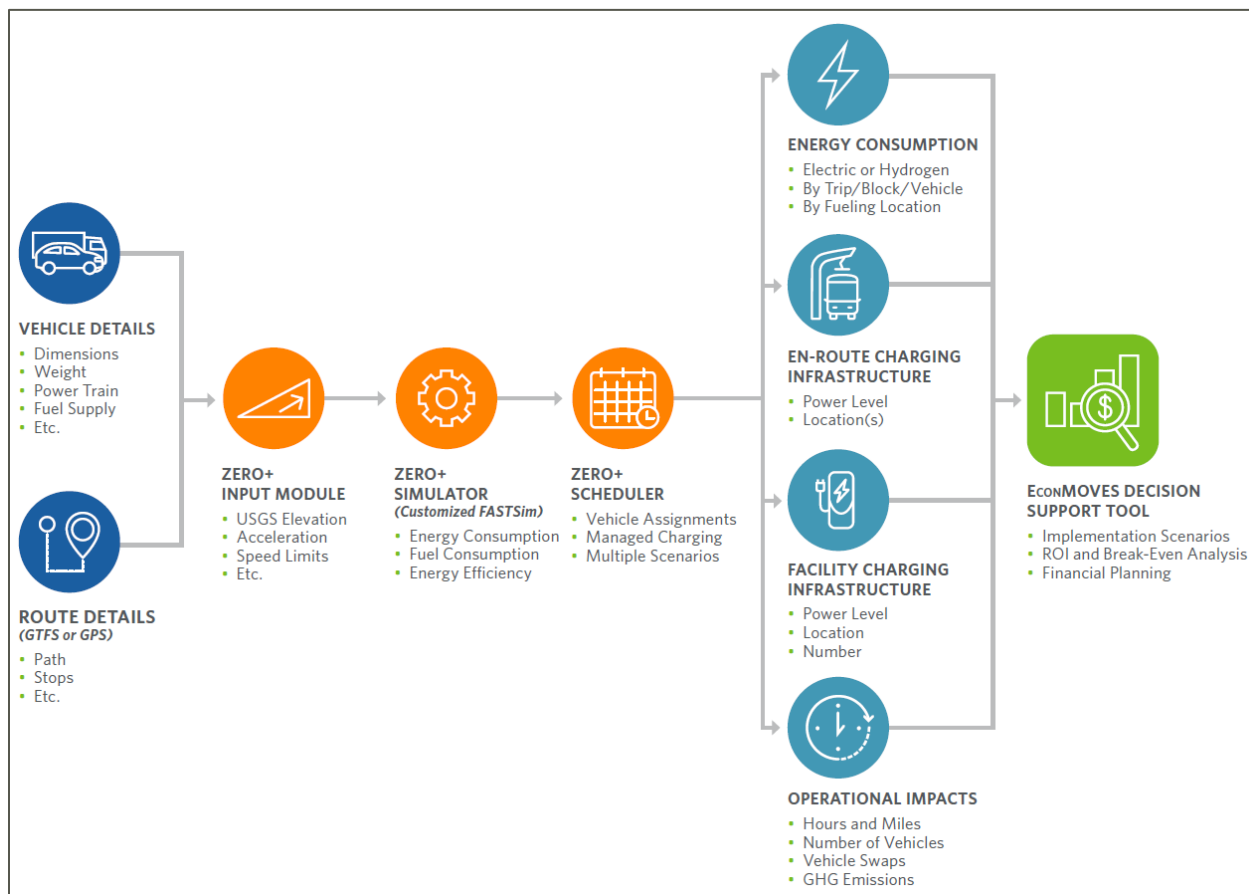 VEHICLE DETAILS
• Dimensions
• Weight
• Power Train
• Fuel Supply
• Etc.
ROUTE DETAILS
(GTFS or GPS)
• Path
• Stops
• Etc.
ZERO+
INPUT MODULE
• USGS Elevation
• Acceleration
• Speed Limits
• Etc.
ZERO+
SIMULATOR
(Customized FASTSim)
• Energy Consumption
• Fuel Consumption
• Energy Efficiency
ZERO+
SCHEDULER
• Vehicle Assignments
• Managed Charging
• Multiple Scenarios
ENERGY CONSUMPTION
• Electric or Hydrogen
• By Trip/Block/Vehicle
• By Fueling Location
EN-ROUTE CHARGING
INFRASTRUCTURE
• Power Level
• Location(s)
FACILITY CHARGING
INFRASTRUCTURE
• Power Level
• Location
• Number
OPERATIONAL IMPACTS
• Hours and Miles
• Number of Vehicles
• Vehicle Swaps
• GHG Emissions
$
ECONMOVES DECISION
SUPPORT TOOL
• Implementation Scenarios
• ROI and Break-Even Analysis
• Financial Planning